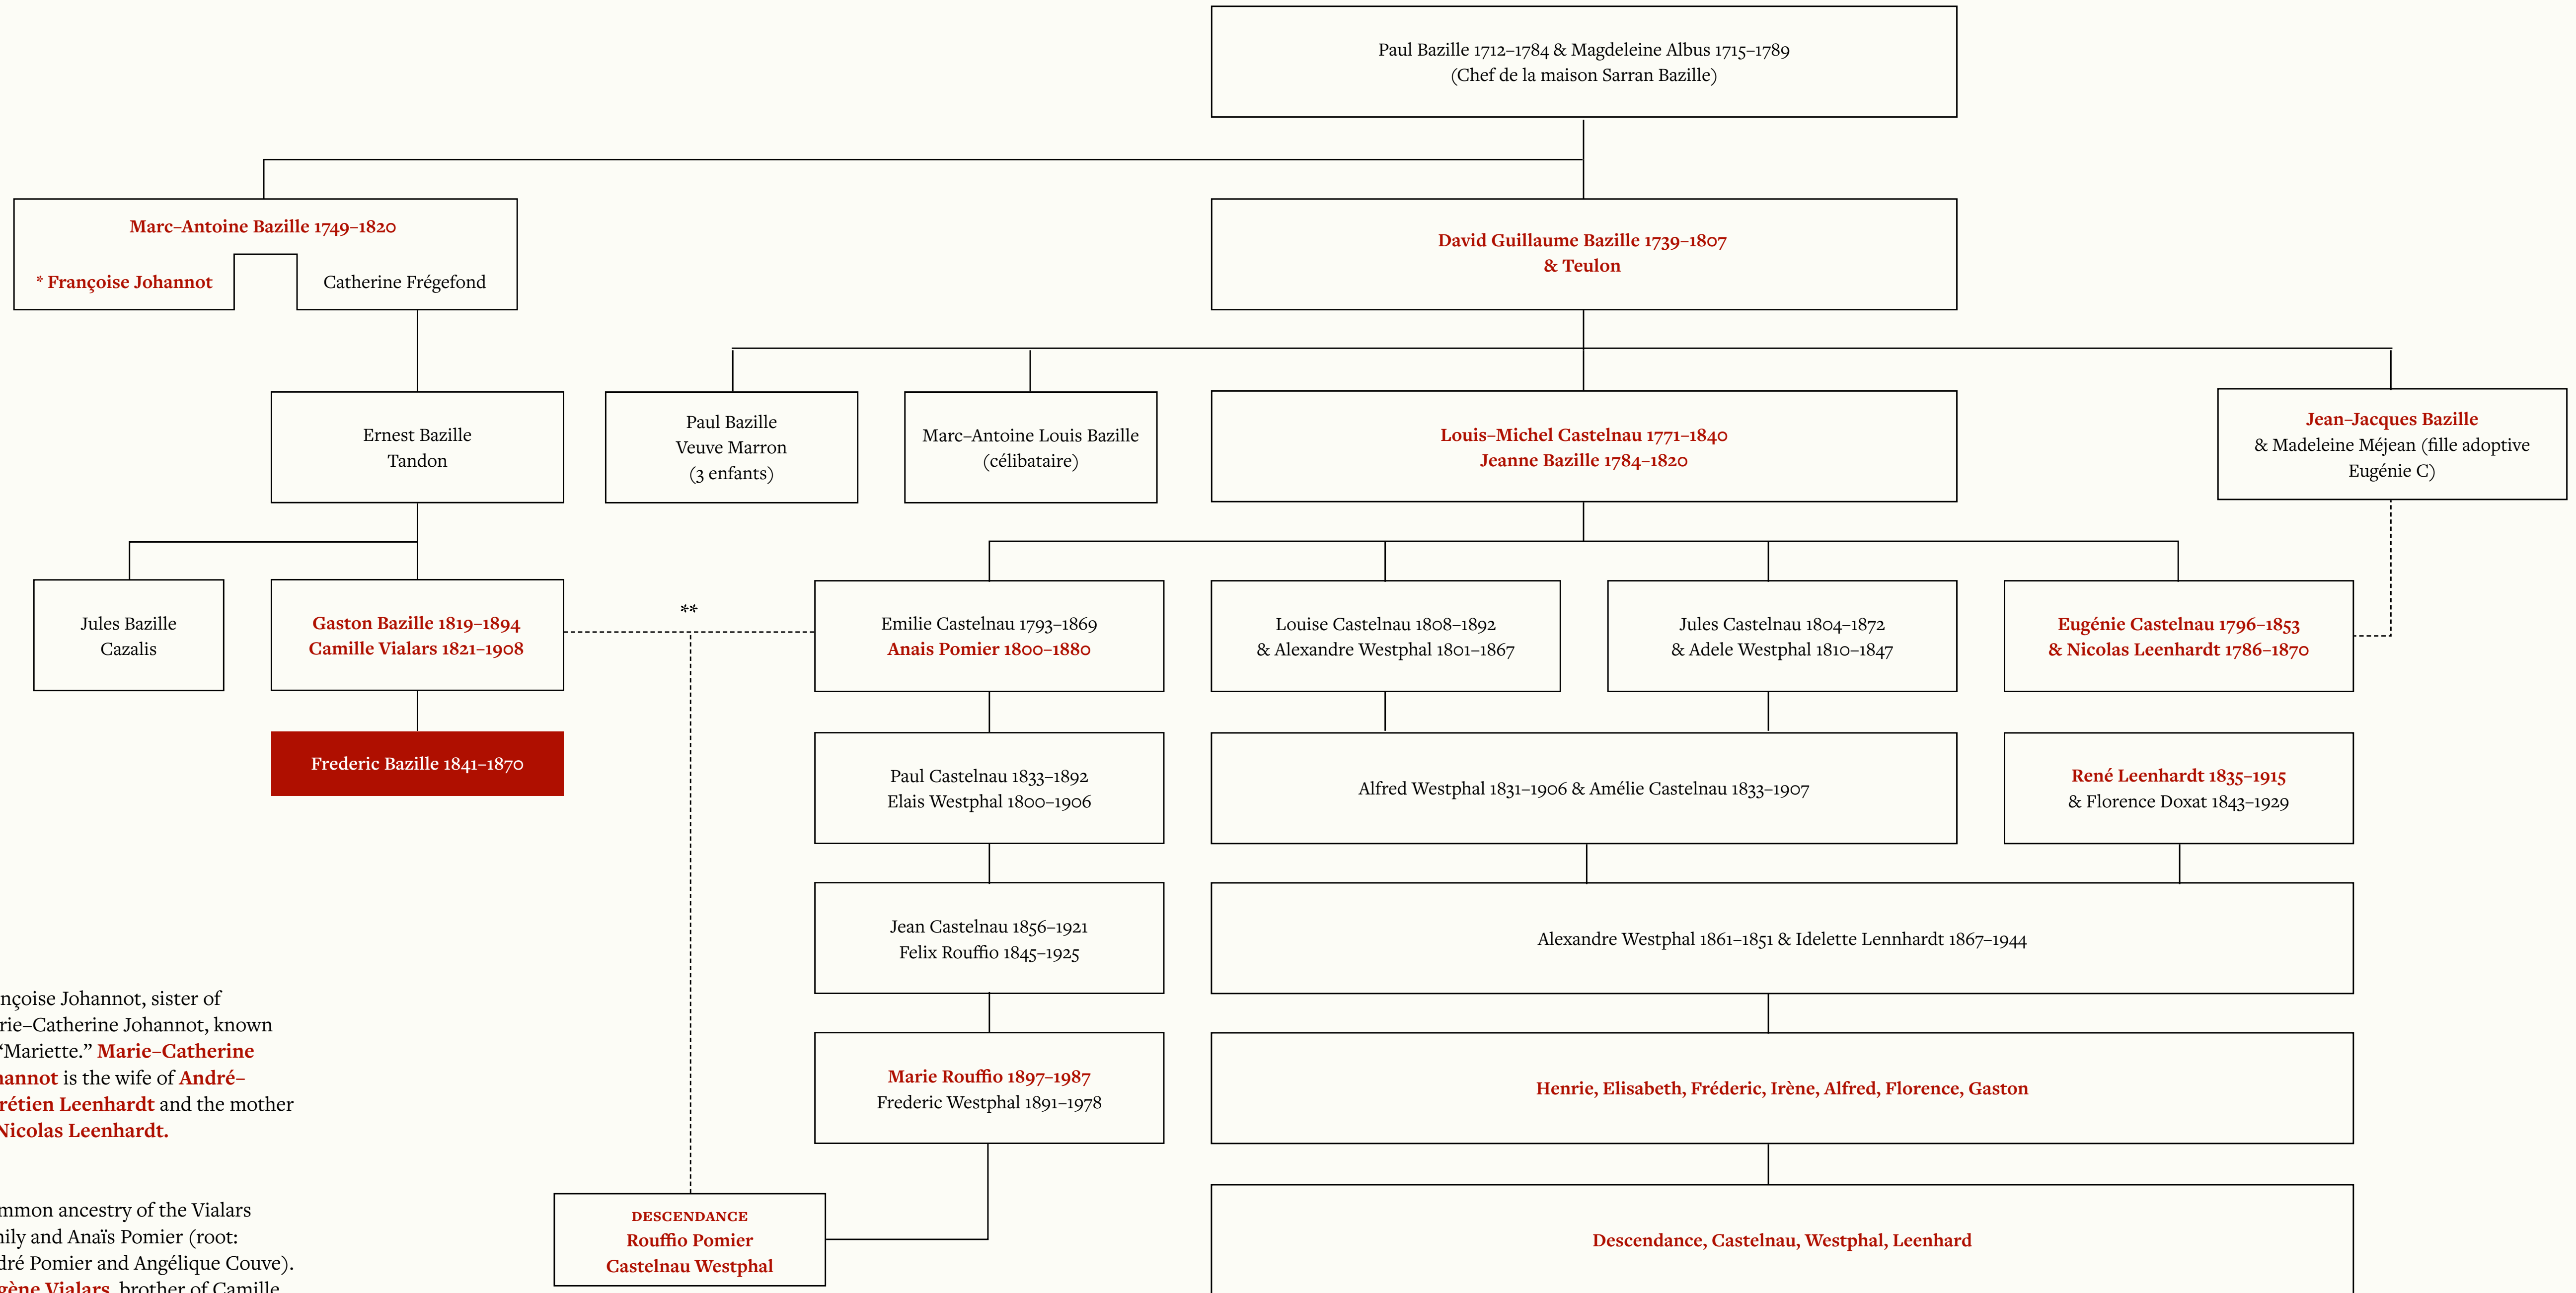 Paul Bazille 1712–1784 & Magdeleine Albus 1715–1789
(Chef de la maison Sarran Bazille)
Marc–Antoine Bazille 1749–1820
* Françoise Johannot
Catherine Frégefond
David Guillaume Bazille 1739–1807
& Teulon
Ernest Bazille
Tandon
Paul Bazille
Veuve Marron
(3 enfants)
Marc–Antoine Louis Bazille
(célibataire)
Louis–Michel Castelnau 1771–1840
Jeanne Bazille 1784–1820
Jean–Jacques Bazille
& Madeleine Méjean (fille adoptive
Eugénie C)
Jules Bazille
Cazalis
Gaston Bazille 1819–1894
Camille Vialars 1821–1908
**
Emilie Castelnau 1793–1869
Anais Pomier 1800–1880
Louise Castelnau 1808–1892
& Alexandre Westphal 1801–1867
Jules Castelnau 1804–1872
& Adele Westphal 1810–1847
Eugénie Castelnau 1796–1853
& Nicolas Leenhardt 1786–1870
Frederic Bazille 1841–1870
Paul Castelnau 1833–1892
Elais Westphal 1800–1906
Alfred Westphal 1831–1906 & Amélie Castelnau 1833–1907
René Leenhardt 1835–1915
& Florence Doxat 1843–1929
Jean Castelnau 1856–1921
Felix Rouffio 1845–1925
Alexandre Westphal 1861–1851 & Idelette Lennhardt 1867–1944
nçoise Johannot, sister of
rie–Catherine Johannot, known
“Mariette.” Marie–Catherine
hannot is the wife of André–
rétien Leenhardt and the mother
Nicolas Leenhardt.
Marie Rouffio 1897–1987
Frederic Westphal 1891–1978
Henrie, Elisabeth, Fréderic, Irène, Alfred, Florence, Gaston
mmon ancestry of the Vialars
nily and Anaïs Pomier (root:
dré Pomier and Angélique Couve).
gène Vialars, brother of Camille
DESCENDANCE
Rouffio Pomier
Castelnau Westphal
Descendance, Castelnau, Westphal, Leenhard